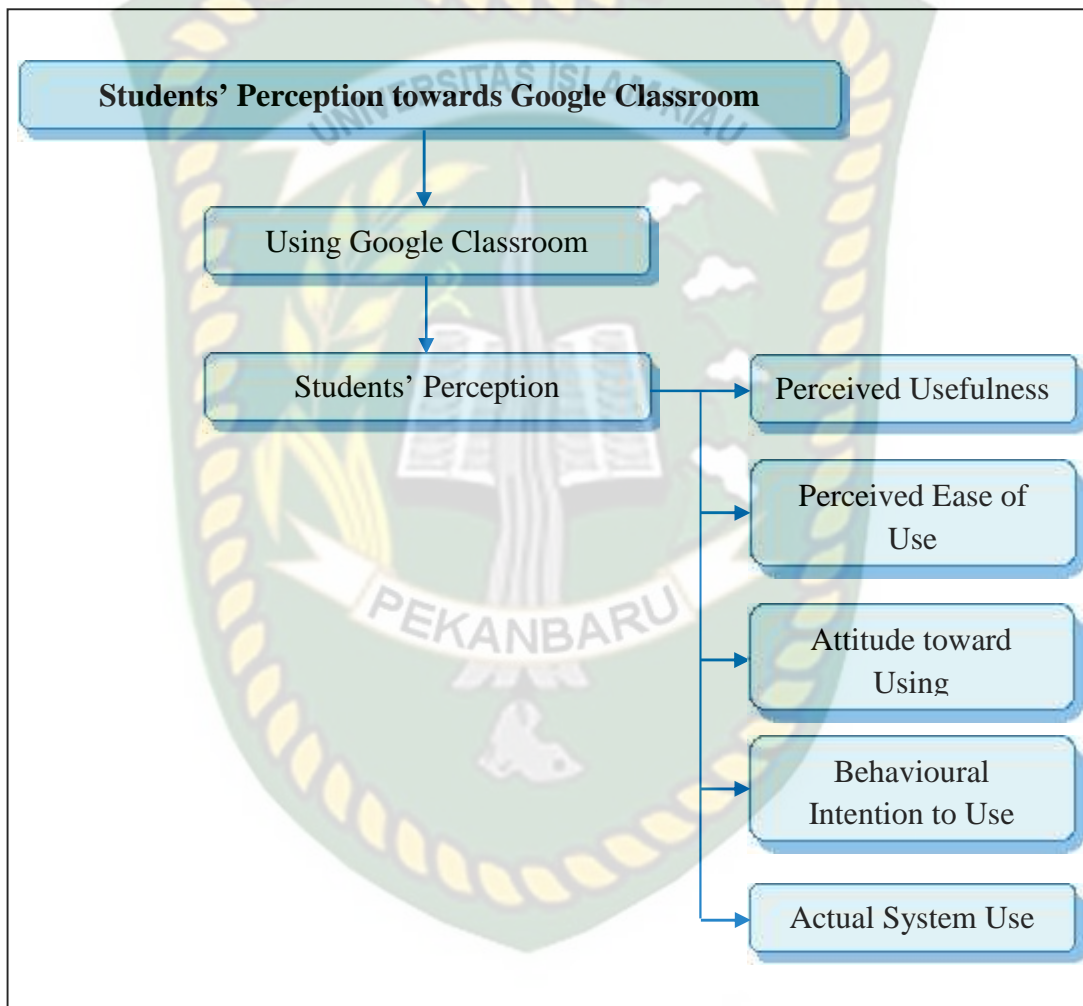 Students’ Perception towards Google Classroom
UNIVERSITAS ISLAM RIAU
Using Google Classroom
Students’ Perception
Perceived Usefulness
Perceived Ease of
Use
Attitude toward
Using
PEKANBARU
Behavioural
Intention to Use
Actual System Use